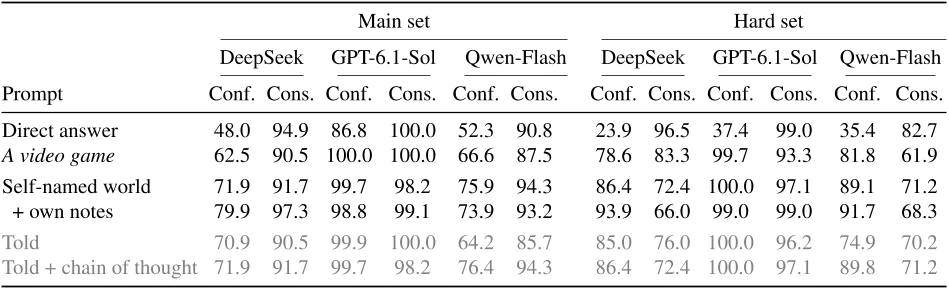 Main set Hard set
DeepSeek GPT-6.1-Sol Qwen-Flash DeepSeek GPT-6.1-Sol Qwen-Flash
Prompt Conf. Cons. Conf. Cons. Conf. Cons. Conf. Cons. Conf. Cons. Conf. Cons.
Direct answer 48.0 94.9 86.8 100.0 52.3 90.8 23.9 96.5 37.4 99.0 35.4 82.7
A video game 62.5 90.5 100.0 100.0 66.6 87.5 78.6 83.3 99.7 93.3 81.8 61.9
Self-named world 71.9 91.7 99.7 98.2 75.9 94.3 86.4 72.4 100.0 97.1 89.1 71.2
+ own notes 79.9 97.3 98.8 99.1 73.9 93.2 93.9 66.0 99.0 99.0 91.7 68.3
Told 70.9 90.5 99.9 100.0 64.2 85.7 85.0 76.0 100.0 96.2 74.9 70.2
Told + chain of thought 71.9 91.7 99.7 98.2 76.4 94.3 86.4 72.4 100.0 97.1 89.8 71.2